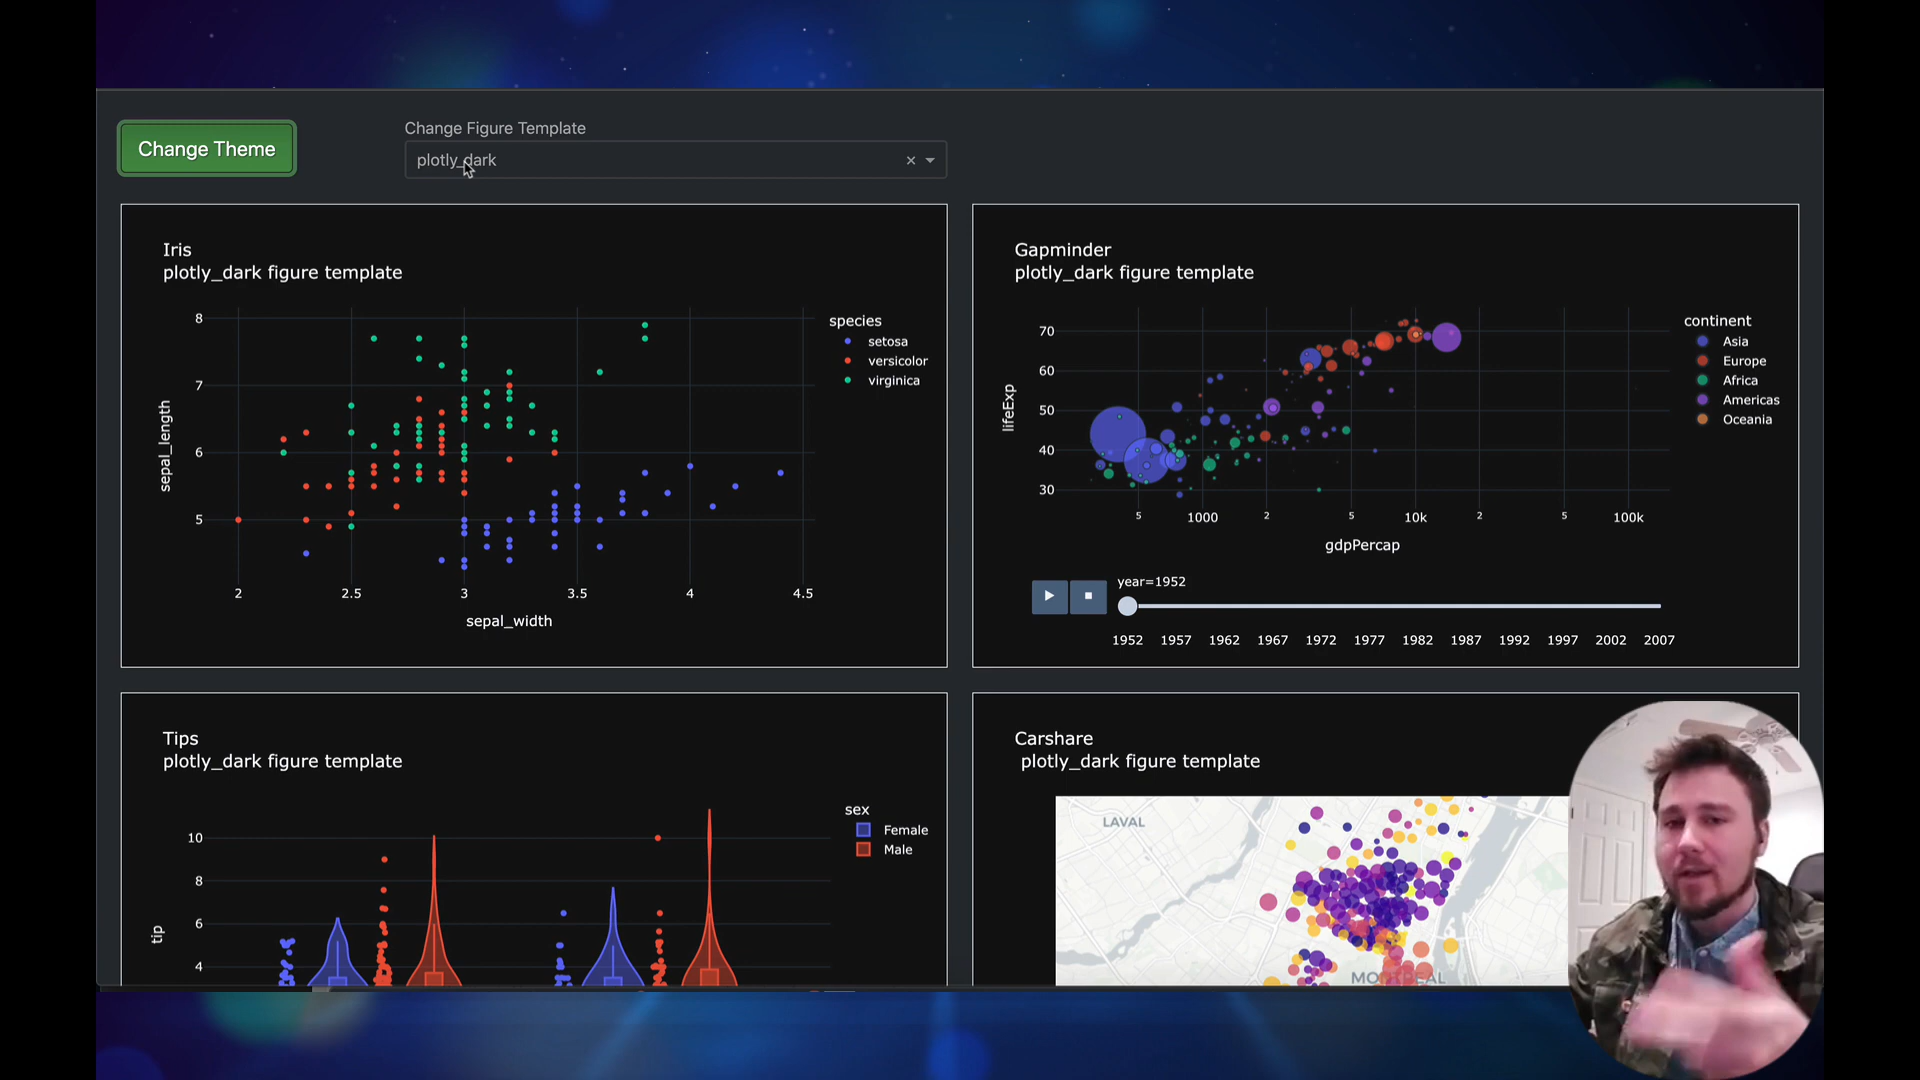 Change Theme
Change Figure Template
plotly_dark
Iris
plotly_dark figure template
species
setosa
versicolor
virginica
8
7
6
5
sepal_length
2 2.5 3 3.5 4 4.5
sepal_width
Gapminder
plotly_dark figure template
continent
Asia
Europe
Africa
Americas
Oceania
70
60
50
40
30
lifeExp
5 1000 2 5 10k 2 5 100k
gdpPercap
year=1952
1952 1957 1962 1967 1972 1977 1982 1987 1992 1997 2002 2007
Tips
plotly_dark figure template
sex
Female
Male
10
8
6
4
tip
Carshare
plotly_dark figure template
LAVAL
MONTREAL